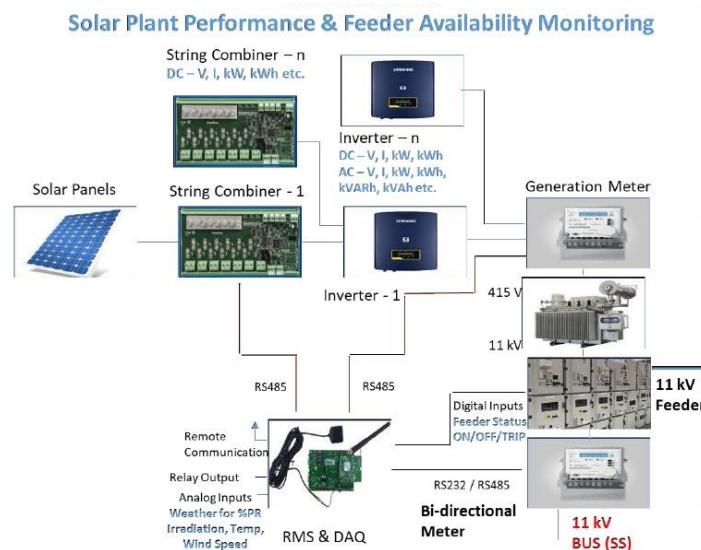 Solar Plant Performance & Feeder Availability Monitoring
String Combiner – n
DC – V, I, kW, kWh etc.
Inverter – n
DC – V, I, kW, kWh
AC – V, I, kW, kWh,
kVARh, kVAh etc.
Solar Panels
String Combiner - 1
Generation Meter
Inverter - 1
415 V
11 kV
RS485
RS485
11 kV
Feeder
Digital Inputs
Feeder Status
ON/OFF/TRIP
Remote
Communication
Relay Output
Analog Inputs
Weather for %PR
Irradiation, Temp,
Wind Speed
RMS & DAQ
RS232 / RS485
Bi-directional
Meter
11 kV
BUS (SS)